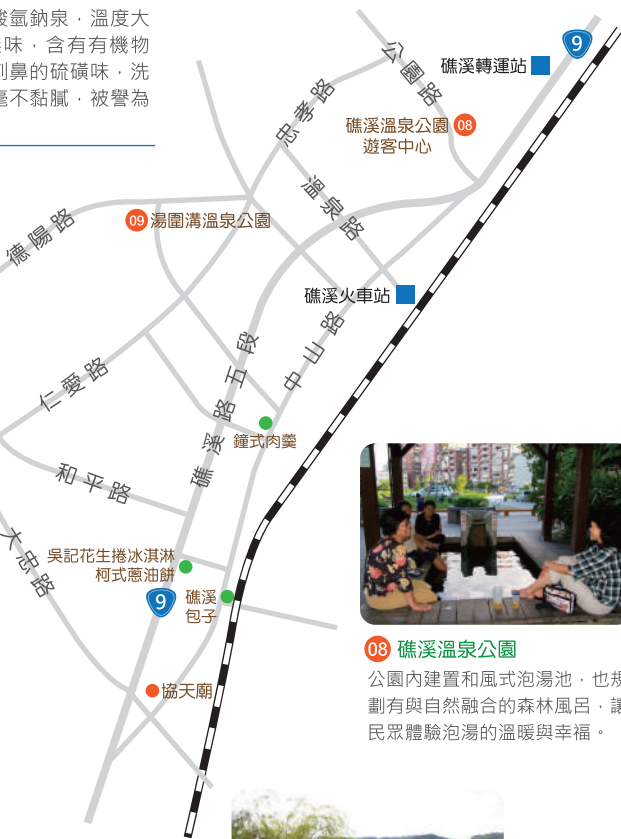 酸氫鈉泉，溫度大
味，含有有機物
刺鼻的硫磺味，洗
毫不黏膩，被譽為
9
公園路
礁溪轉運站
忠孝路
礁溪溫泉公園 08
遊客中心
溫泉路
09 湯圍溝溫泉公園
德陽路
礁溪火車站
中山路
礁溪路五段
仁愛路
鐘式肉羹
和平路
大忠路
吳記花生捲冰淇淋
柯式蔥油餅
9
礁溪
包子
協天廟
08 礁溪溫泉公園
公園內建置和風式泡湯池，也規
劃有與自然融合的森林風呂，讓
民眾體驗泡湯的溫暖與幸福。